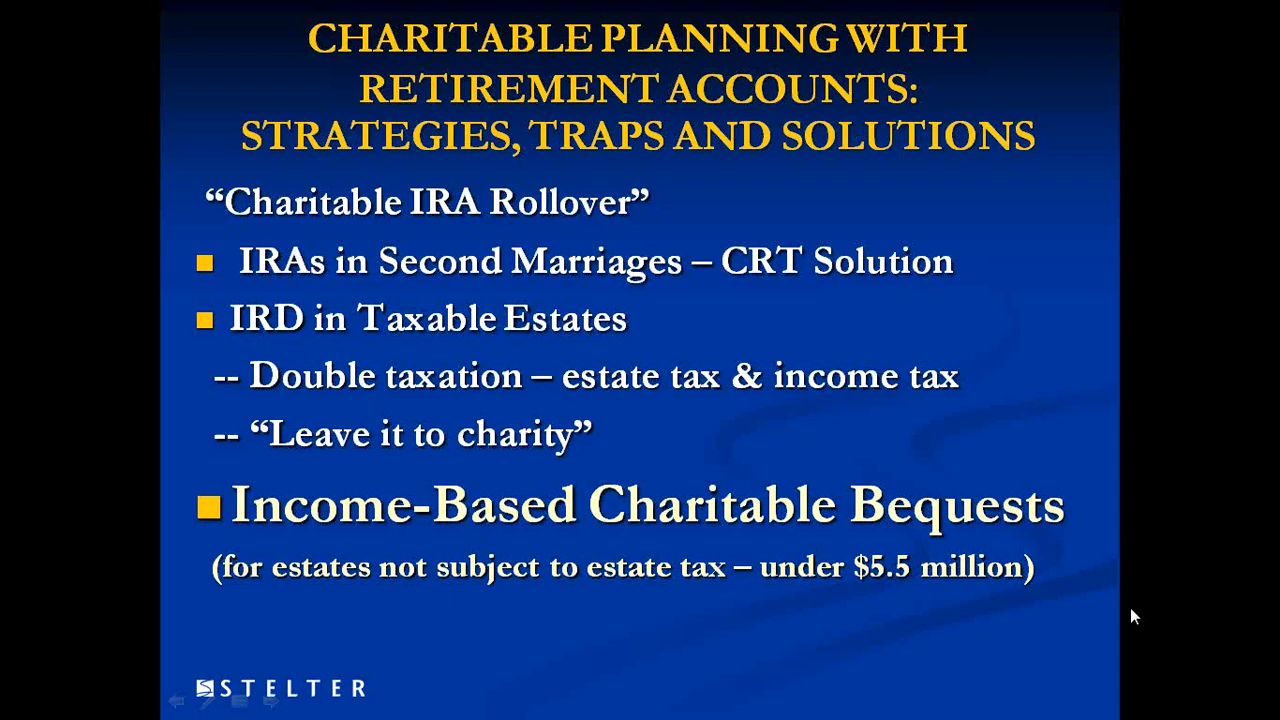 CHARITABLE PLANNING WITH
RETIREMENT ACCOUNTS:
STRATEGIES, TRAPS AND SOLUTIONS
“Charitable IRA Rollover”
IRAs in Second Marriages – CRT Solution
IRD in Taxable Estates
-- Double taxation – estate tax & income tax
-- “Leave it to charity”
Income-Based Charitable Bequests
(for estates not subject to estate tax – under $5.5 million)
STELTER